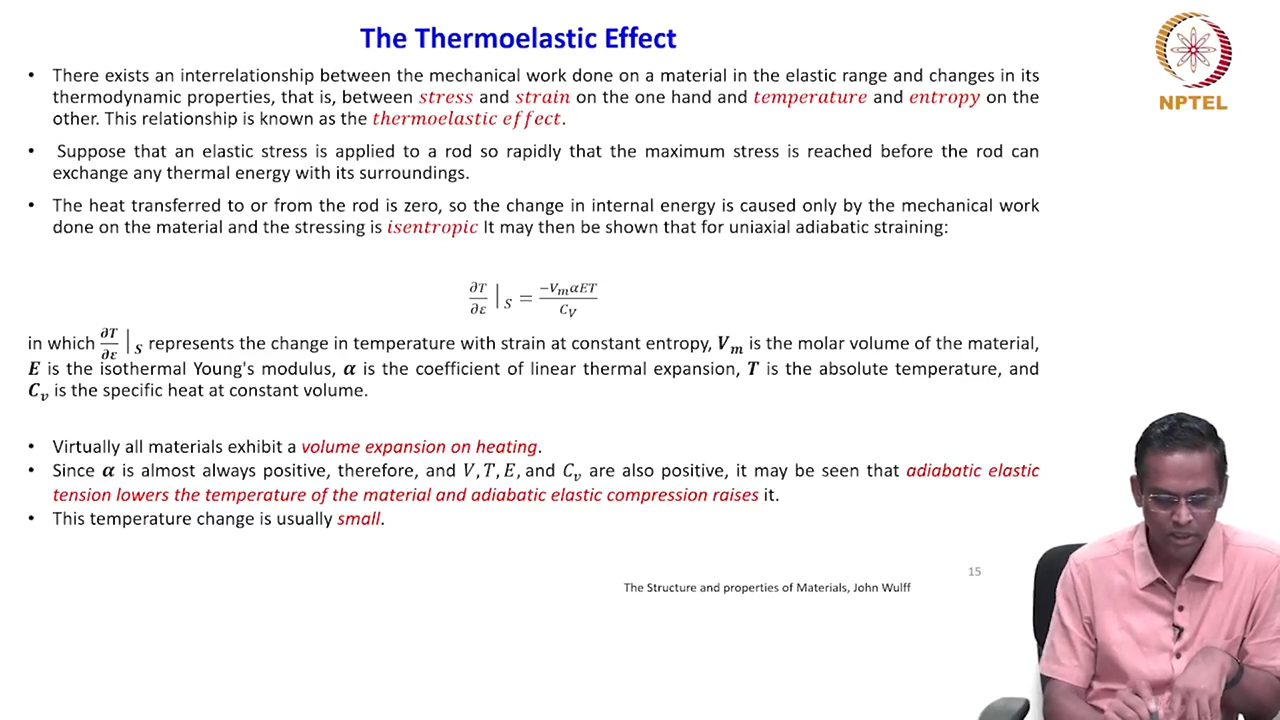 The Thermoelastic Effect
NPTEL
• There exists an interrelationship between the mechanical work done on a material in the elastic range and changes in its
thermodynamic properties, that is, between stress and strain on the one hand and temperature and entropy on the
other. This relationship is known as the thermoelastic effect.
• Suppose that an elastic stress is applied to a rod so rapidly that the maximum stress is reached before the rod can
exchange any thermal energy with its surroundings.
• The heat transferred to or from the rod is zero, so the change in internal energy is caused only by the mechanical work
done on the material and the stressing is isentropic It may then be shown that for uniaxial adiabatic straining:
∂T/∂ε |S = −VmαET/CV
in which ∂T/∂ε |S represents the change in temperature with strain at constant entropy, Vm is the molar volume of the material,
E is the isothermal Young's modulus, α is the coefficient of linear thermal expansion, T is the absolute temperature, and
Cv is the specific heat at constant volume.
• Virtually all materials exhibit a volume expansion on heating.
• Since α is almost always positive, therefore, and V, T, E, and Cv are also positive, it may be seen that adiabatic elastic
tension lowers the temperature of the material and adiabatic elastic compression raises it.
• This temperature change is usually small.
15
The Structure and properties of Materials, John Wulff